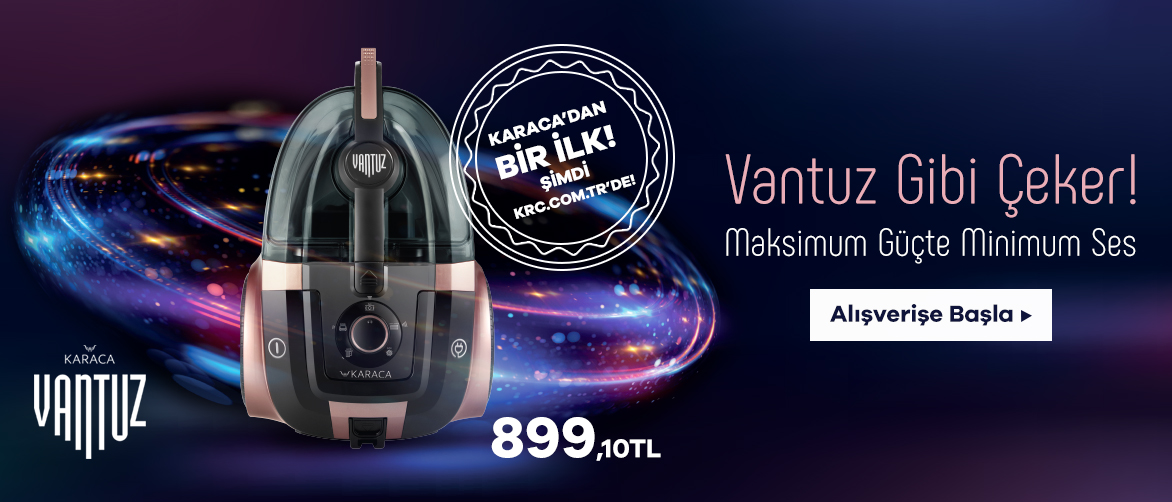 KARACA'DAN
BİR İLK!
ŞİMDİ
KRC.COM.TR'DE!
VANTUZ
KARACA
Vantuz Gibi Çeker!
Maksimum Güçte Minimum Ses
Alışverişe Başla ▸
KARACA
VANTUZ
899,10TL